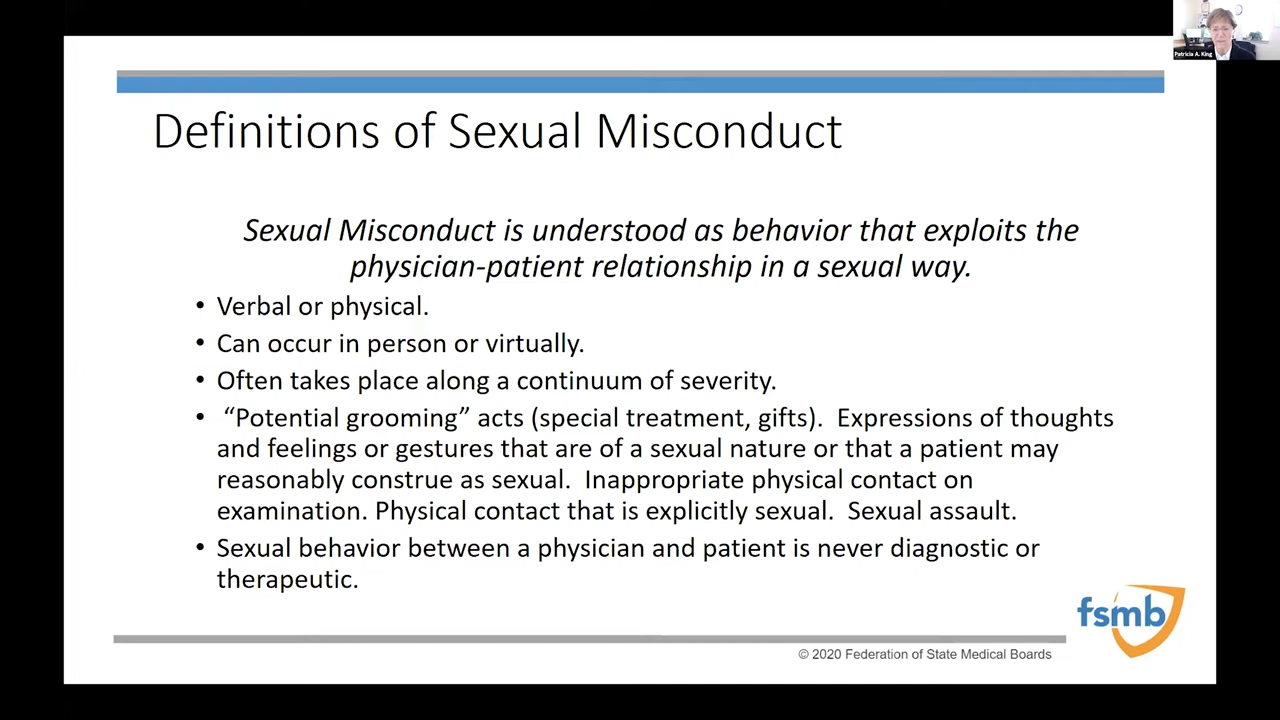 Patricia A. King
Definitions of Sexual Misconduct
Sexual Misconduct is understood as behavior that exploits the
physician-patient relationship in a sexual way.
• Verbal or physical.
• Can occur in person or virtually.
• Often takes place along a continuum of severity.
• “Potential grooming” acts (special treatment, gifts). Expressions of thoughts
and feelings or gestures that are of a sexual nature or that a patient may
reasonably construe as sexual. Inappropriate physical contact on
examination. Physical contact that is explicitly sexual. Sexual assault.
• Sexual behavior between a physician and patient is never diagnostic or
therapeutic.
fsmb
© 2020 Federation of State Medical Boards